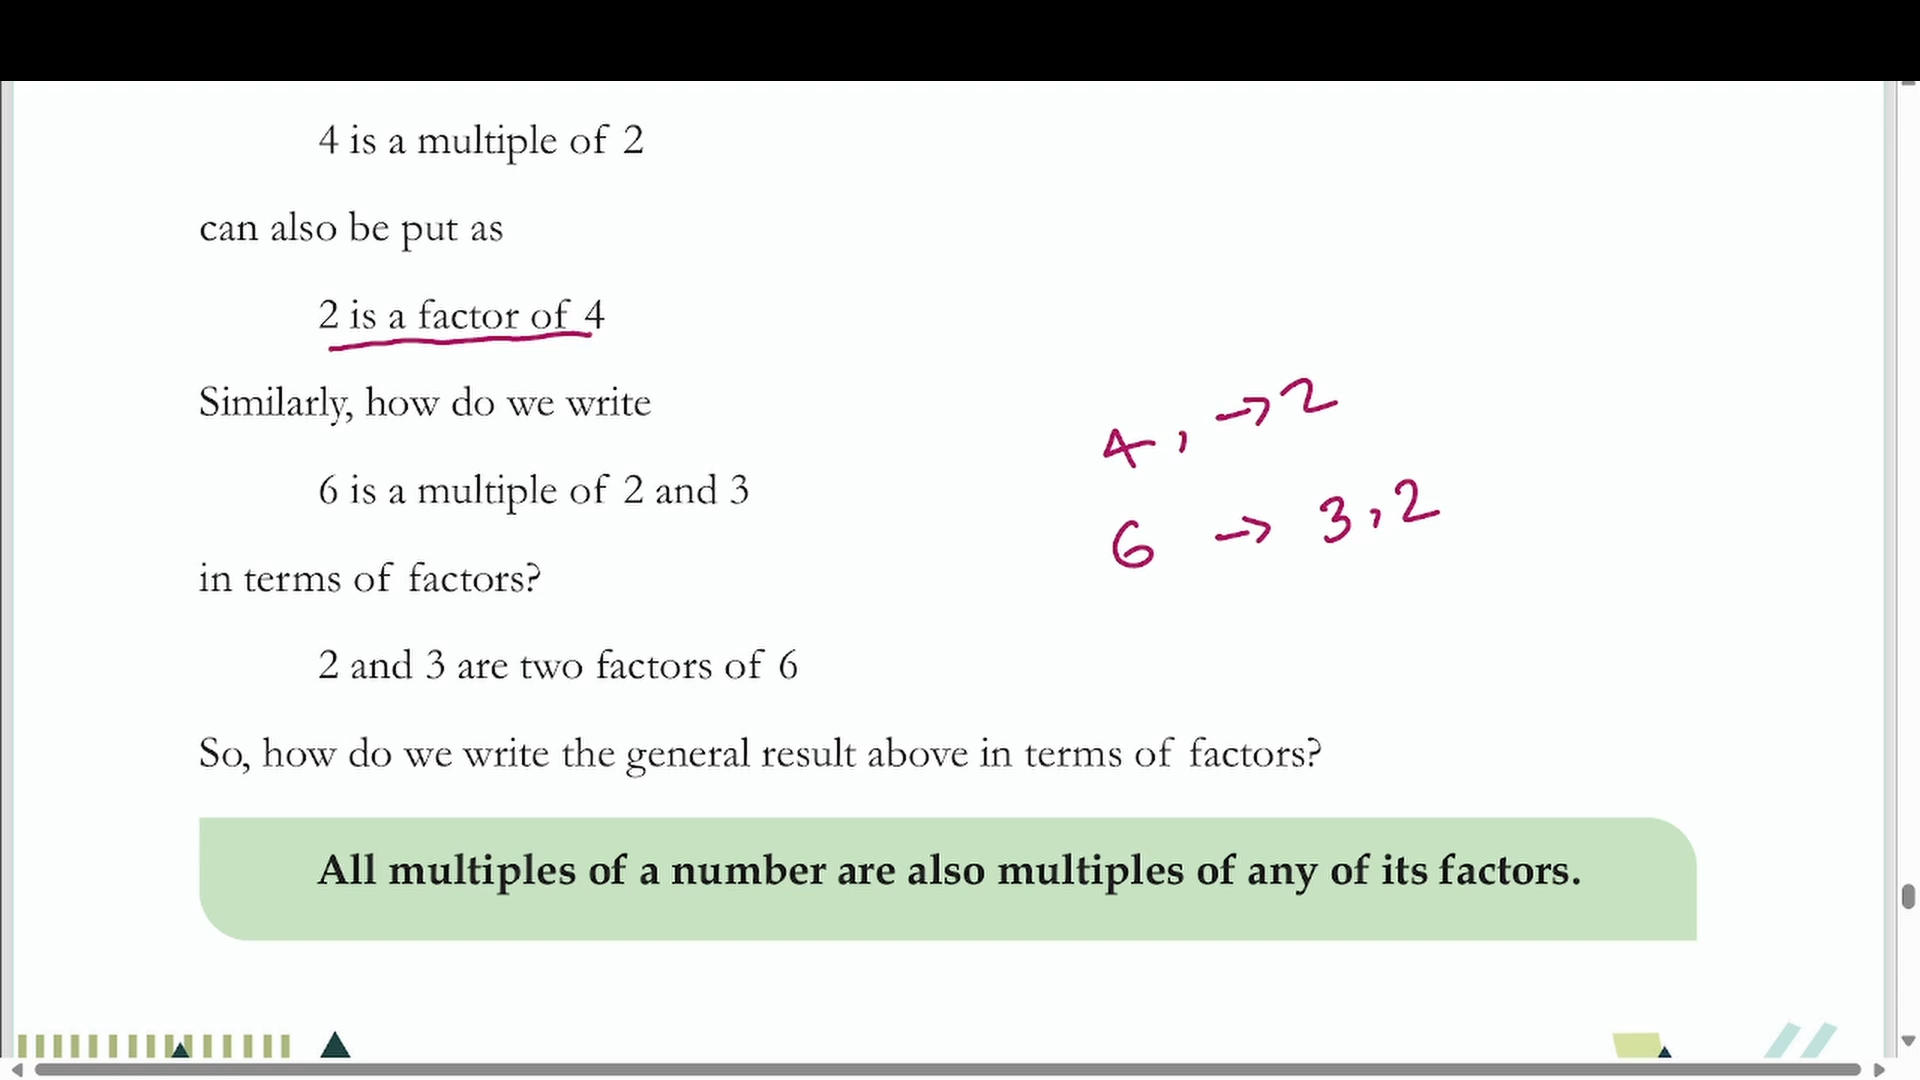 4 is a multiple of 2
can also be put as
2 is a factor of 4
Similarly, how do we write
4, → 2
6 is a multiple of 2 and 3
6 → 3, 2
in terms of factors?
2 and 3 are two factors of 6
So, how do we write the general result above in terms of factors?
All multiples of a number are also multiples of any of its factors.